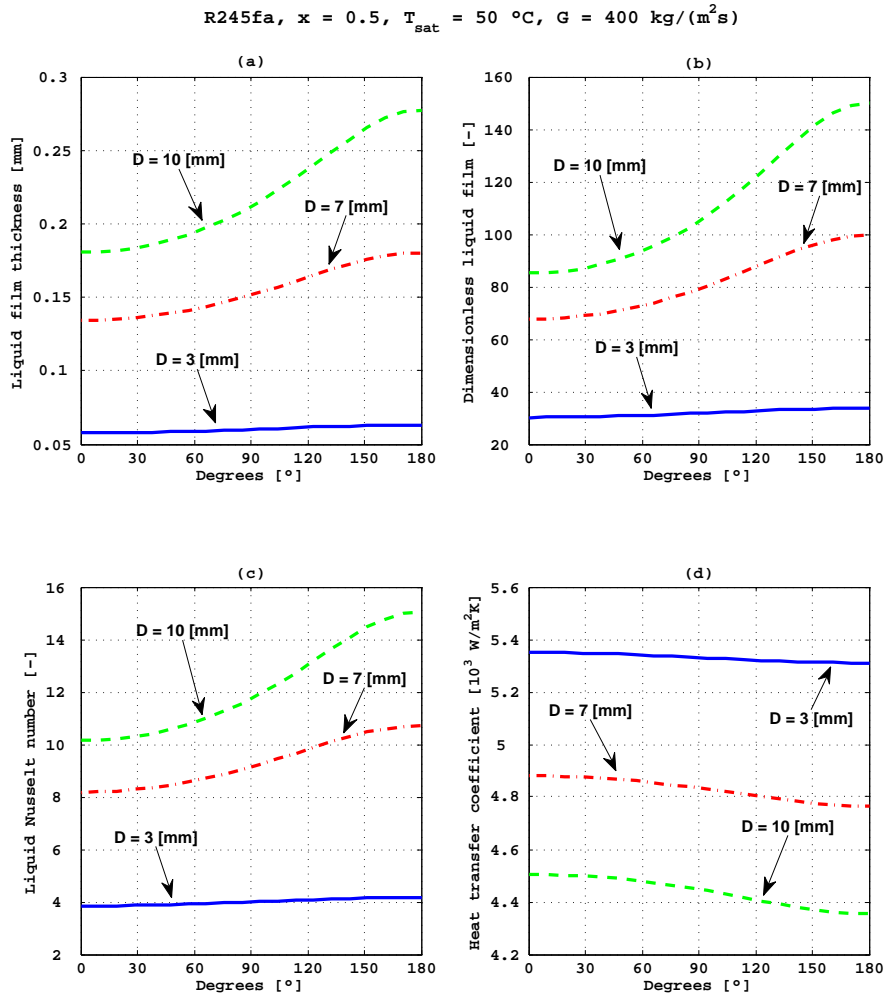 R245fa, x = 0.5, T_sat = 50 ºC, G = 400 kg/(m²s)
(a)
Liquid film thickness [mm]
0.3
0.25
0.2
0.15
0.1
0.05
D = 10 [mm]
D = 7 [mm]
D = 3 [mm]
0 30 60 90 120 150 180
Degrees [º]
(b)
Dimensionless liquid film [-]
160
140
120
100
80
60
40
20
D = 10 [mm]
D = 7 [mm]
D = 3 [mm]
0 30 60 90 120 150 180
Degrees [º]
(c)
Liquid Nusselt number [-]
16
14
12
10
8
6
4
2
D = 10 [mm]
D = 7 [mm]
D = 3 [mm]
0 30 60 90 120 150 180
Degrees [º]
(d)
Heat transfer coefficient [10³ W/m²K]
5.6
5.4
5.2
5
4.8
4.6
4.4
4.2
D = 3 [mm]
D = 7 [mm]
D = 10 [mm]
0 30 60 90 120 150 180
Degrees [º]